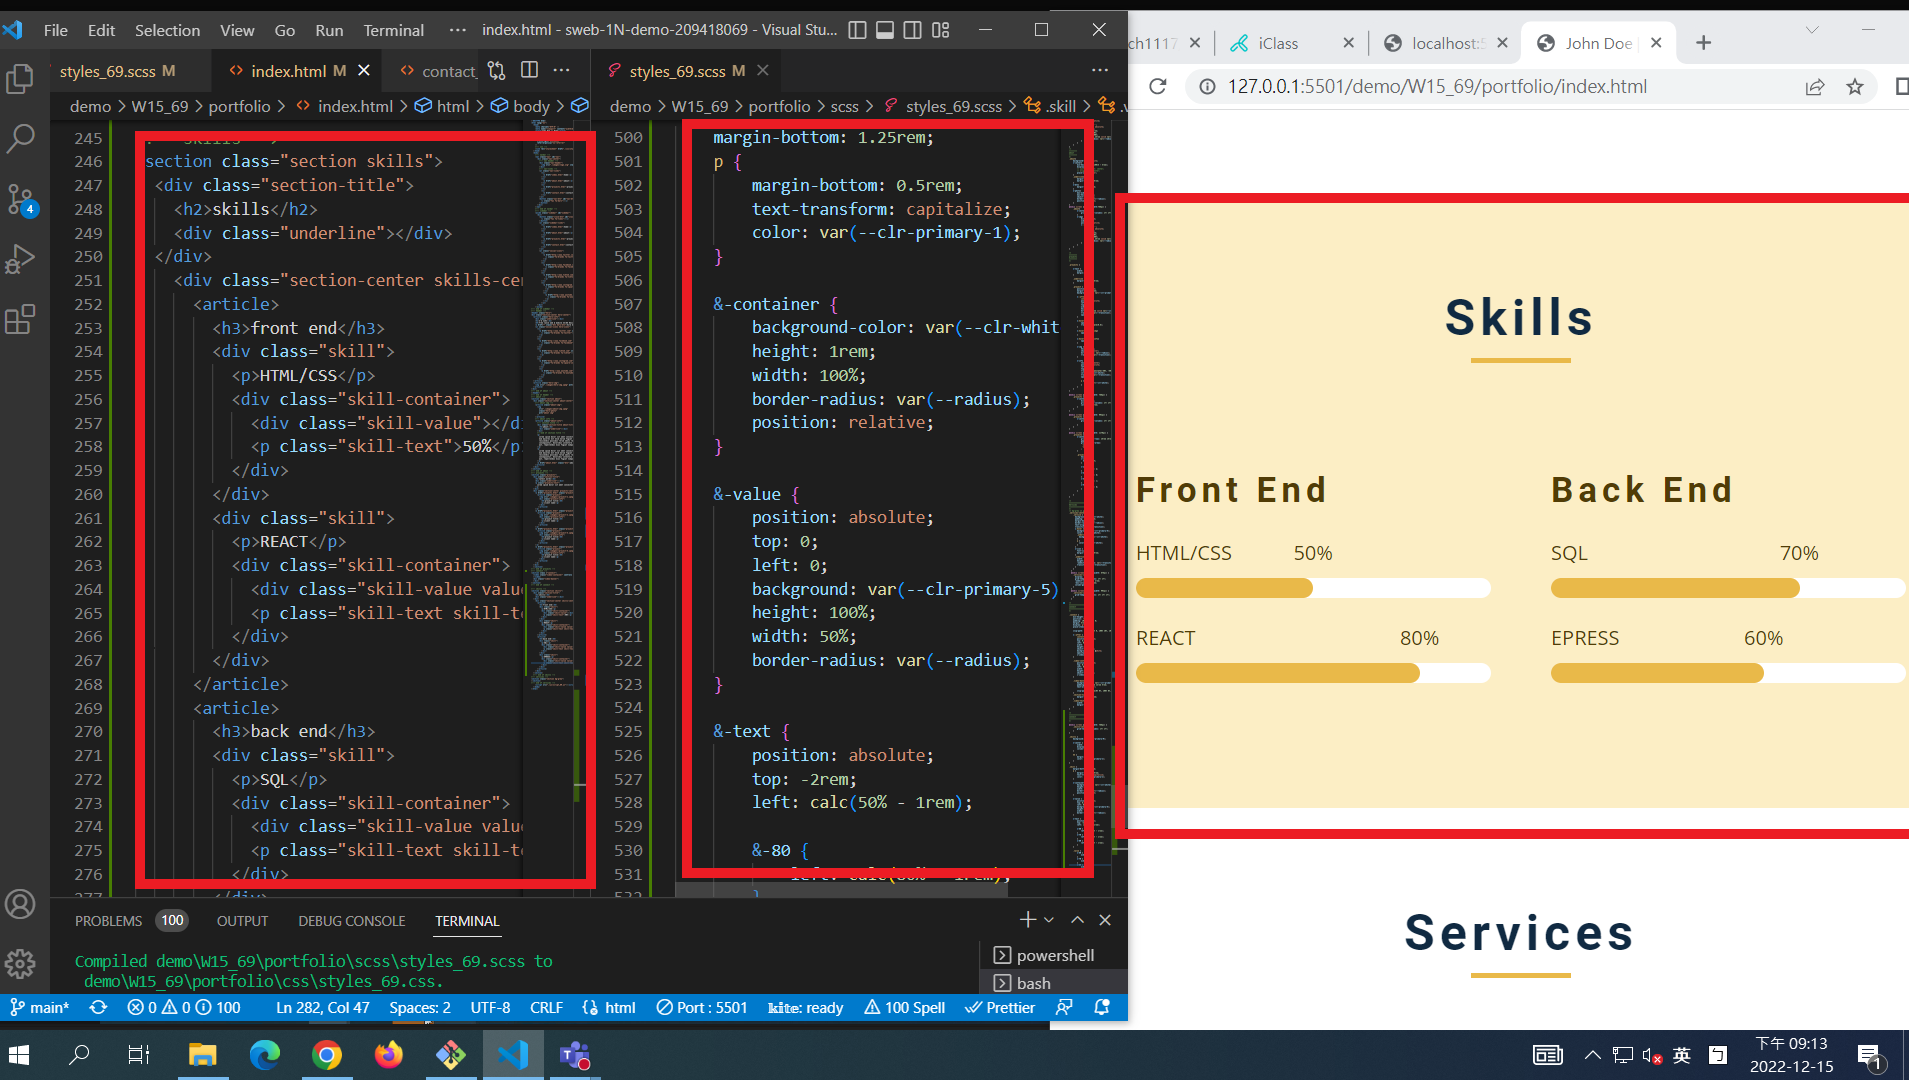 File Edit Selection View Go Run Terminal ··· index.html - sweb-1N-demo-209418069 - Visual Stu...
styles_69.scss M index.html M contact_ styles_69.scss M ···
demo > W15_69 > portfolio > index.html > html > body >
demo > W15_69 > portfolio > scss > styles_69.scss > .skill >
245
246 section class="section skills">
247 <div class="section-title">
248 <h2>skills</h2>
249 <div class="underline"></div>
250 </div>
251 <div class="section-center skills-cen
252 <article>
253 <h3>front end</h3>
254 <div class="skill">
255 <p>HTML/CSS</p>
256 <div class="skill-container">
257 <div class="skill-value"></di
258 <p class="skill-text">50%</p
259 </div>
260 </div>
261 <div class="skill">
262 <p>REACT</p>
263 <div class="skill-container">
264 <div class="skill-value valu
265 <p class="skill-text skill-te
266 </div>
267 </div>
268 </article>
269 <article>
270 <h3>back end</h3>
271 <div class="skill">
272 <p>SQL</p>
273 <div class="skill-container">
274 <div class="skill-value valu
275 <p class="skill-text skill-te
276 </div>
277 </div>
500 margin-bottom: 1.25rem;
501 p {
502 margin-bottom: 0.5rem;
503 text-transform: capitalize;
504 color: var(--clr-primary-1);
505 }
506
507 &-container {
508 background-color: var(--clr-whit
509 height: 1rem;
510 width: 100%;
511 border-radius: var(--radius);
512 position: relative;
513 }
514
515 &-value {
516 position: absolute;
517 top: 0;
518 left: 0;
519 background: var(--clr-primary-5)
520 height: 100%;
521 width: 50%;
522 border-radius: var(--radius);
523 }
524
525 &-text {
526 position: absolute;
527 top: -2rem;
528 left: calc(50% - 1rem);
529
530 &-80 {
531
532 }
PROBLEMS 100 OUTPUT DEBUG CONSOLE TERMINAL
Compiled demo\W15_69\portfolio\scss\styles_69.scss to
demo\W15_69\portfolio\css\styles_69.css.
powershell
bash
4
main* 0 0 100 Ln 282, Col 47 Spaces: 2 UTF-8 CRLF html Port : 5501 kite: ready 100 Spell Prettier
ch1117 iClass localhost:5 John Doe
127.0.0.1:5501/demo/W15_69/portfolio/index.html
Skills
Front End Back End
HTML/CSS 50% SQL 70%
REACT 80% EPRESS 60%
Services
英 下午 09:13
2022-12-15
1